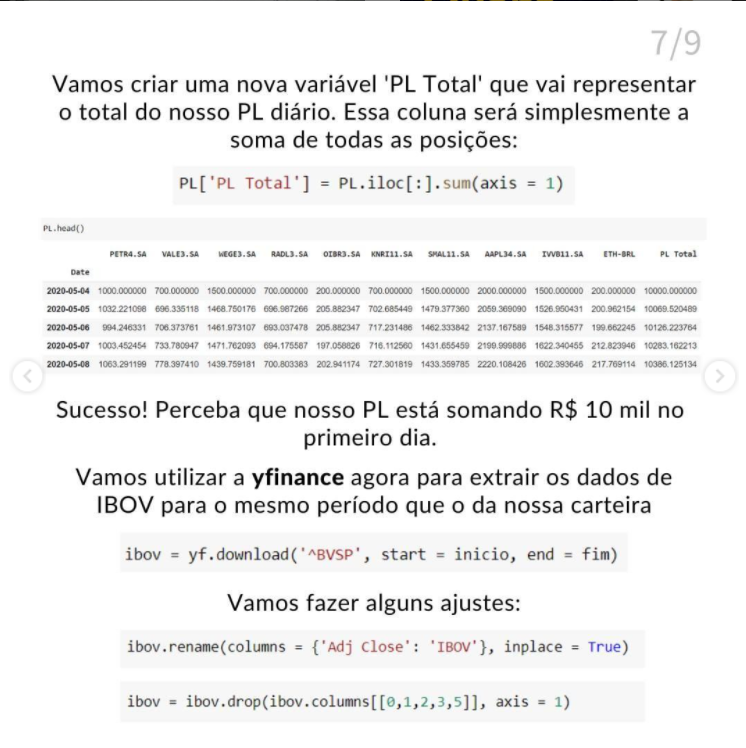 7/9
Vamos criar uma nova variável 'PL Total' que vai representar
o total do nosso PL diário. Essa coluna será simplesmente a
soma de todas as posições:
PL['PL Total'] = PL.iloc[:].sum(axis = 1)
PL.head()
PETR4.SA VALE3.SA WEGE3.SA RADL3.SA OIBR3.SA KNRI11.SA SMAL11.SA AAPL34.SA IVVB11.SA ETH-BRL PL Total
Date
2020-05-04 1000.000000 700.000000 1500.000000 700.000000 200.000000 700.000000 1500.000000 2000.000000 1500.000000 200.000000 10000.000000
2020-05-05 1032.221098 696.335118 1468.750176 696.987266 205.882347 702.685449 1479.377360 2059.369090 1526.950431 200.962154 10069.520489
2020-05-06 994.246331 706.373761 1461.973107 693.037478 205.882347 717.231486 1462.333842 2137.167589 1548.315577 199.662245 10126.223764
2020-05-07 1003.452454 733.780947 1471.762093 694.175587 197.058826 716.112560 1431.655459 2199.999886 1622.340455 212.823946 10283.162213
2020-05-08 1063.291199 778.397410 1439.759181 700.803383 202.941174 727.301819 1433.359785 2220.108426 1602.393646 217.769114 10386.125134
Sucesso! Perceba que nosso PL está somando R$ 10 mil no
primeiro dia.
Vamos utilizar a yfinance agora para extrair os dados de
IBOV para o mesmo período que o da nossa carteira
ibov = yf.download('^BVSP', start = inicio, end = fim)
Vamos fazer alguns ajustes:
ibov.rename(columns = {'Adj Close': 'IBOV'}, inplace = True)
ibov = ibov.drop(ibov.columns[[0,1,2,3,5]], axis = 1)